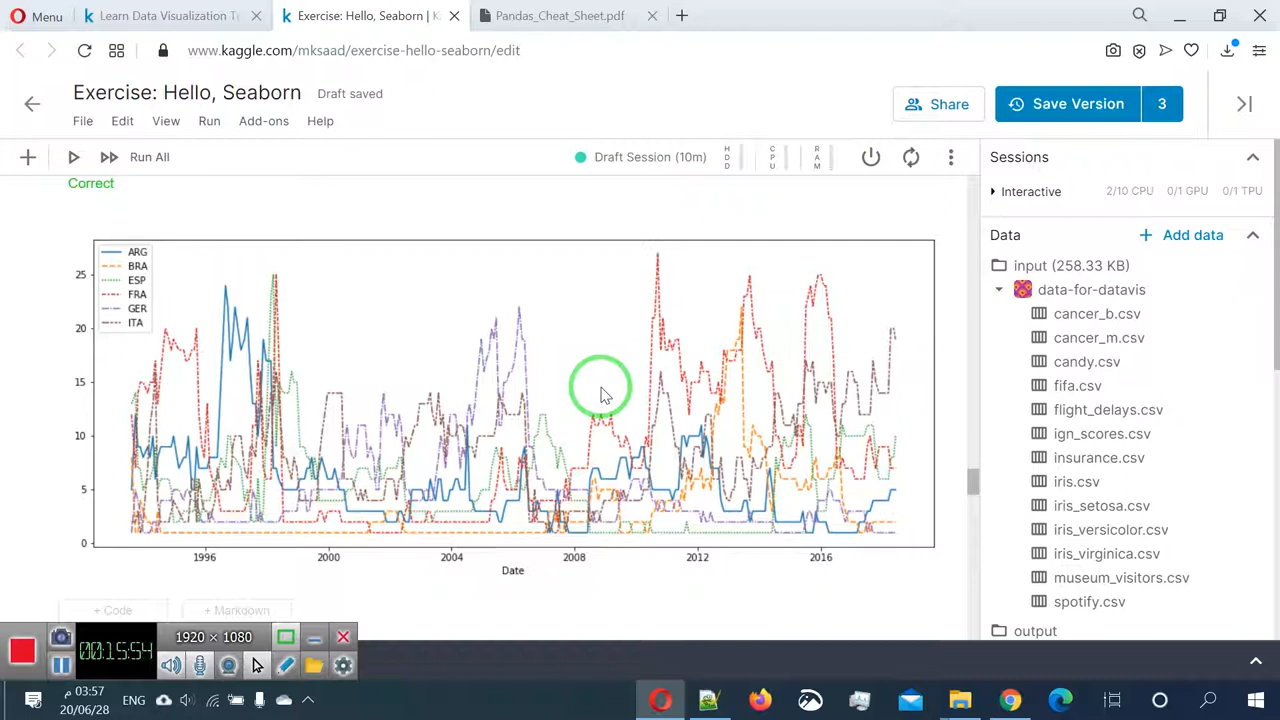 Menu
Learn Data Visualization T
Exercise: Hello, Seaborn | K
Pandas_Cheat_Sheet.pdf
www.kaggle.com/mksaad/exercise-hello-seaborn/edit
Exercise: Hello, Seaborn
Draft saved
File Edit View Run Add-ons Help
Share
Save Version
3
Run All
Draft Session (10m)
HDD
CPU
RAM
Sessions
Interactive
2/10 CPU
0/1 GPU
0/1 TPU
Data
Add data
input (258.33 KB)
data-for-datavis
cancer_b.csv
cancer_m.csv
candy.csv
fifa.csv
flight_delays.csv
ign_scores.csv
insurance.csv
iris.csv
iris_setosa.csv
iris_versicolor.csv
iris_virginica.csv
museum_visitors.csv
spotify.csv
output
Correct
ARG
BRA
ESP
FRA
GER
ITA
25
20
15
10
5
0
1996 2000 2004 2008 2012 2016
Date
+ Code
+ Markdown
00:15:54
1920 × 1080
03:57 م
20/06/28
ENG